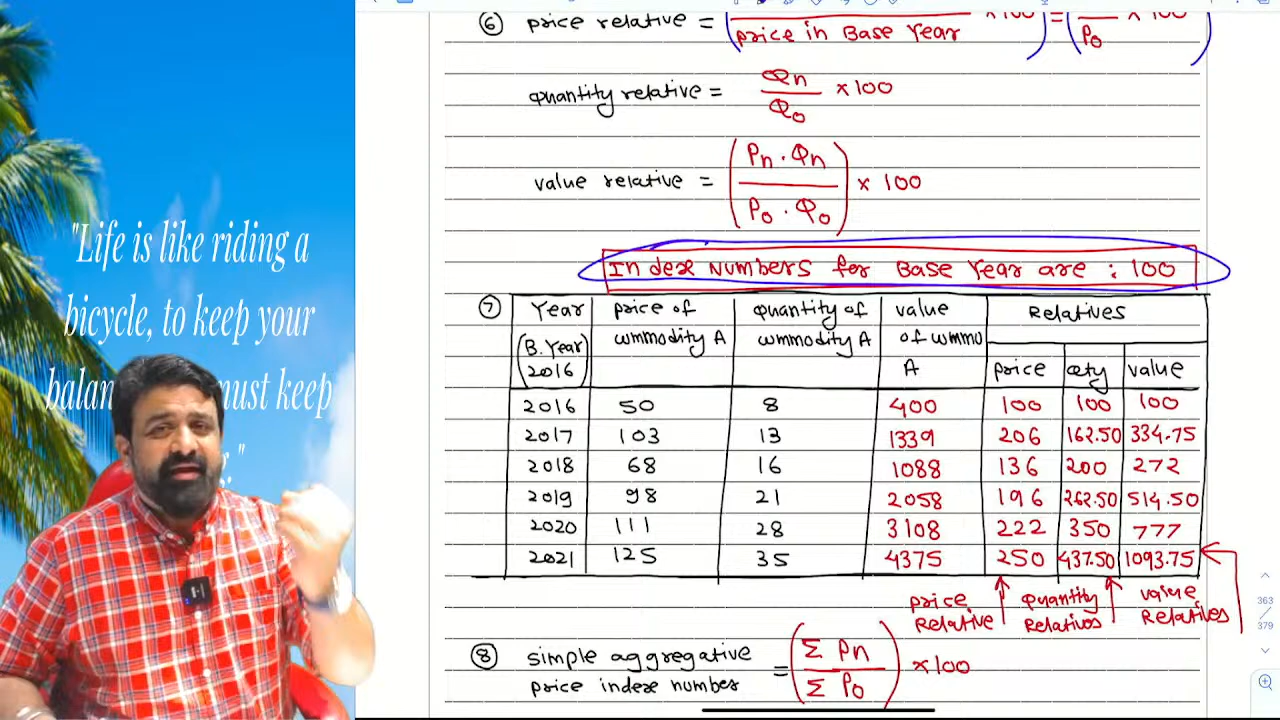 "Life is like riding a
bicycle, to keep your
must keep
6 price relative = ( / price in Base Year × 100 ) = ( / P0 × 100 )
Quantity relative = Qn / Q0 × 100
value relative = ( Pn . Qn / P0 . Q0 ) × 100
Index Numbers for Base Year are : 100
7 Year (B. Year 2016) price of commodity A Quantity of commodity A value of commo A Relatives
price qty value
2016 50 8 400 100 100 100
2017 103 13 1339 206 162.50 334.75
2018 68 16 1088 136 200 272
2019 98 21 2058 196 262.50 514.50
2020 111 28 3108 222 350 777
2021 125 35 4375 250 437.50 1093.75
price Relative Quantity Relatives value Relatives
8 simple aggregative price index number = ( Σ Pn / Σ P0 ) × 100
363
/
379